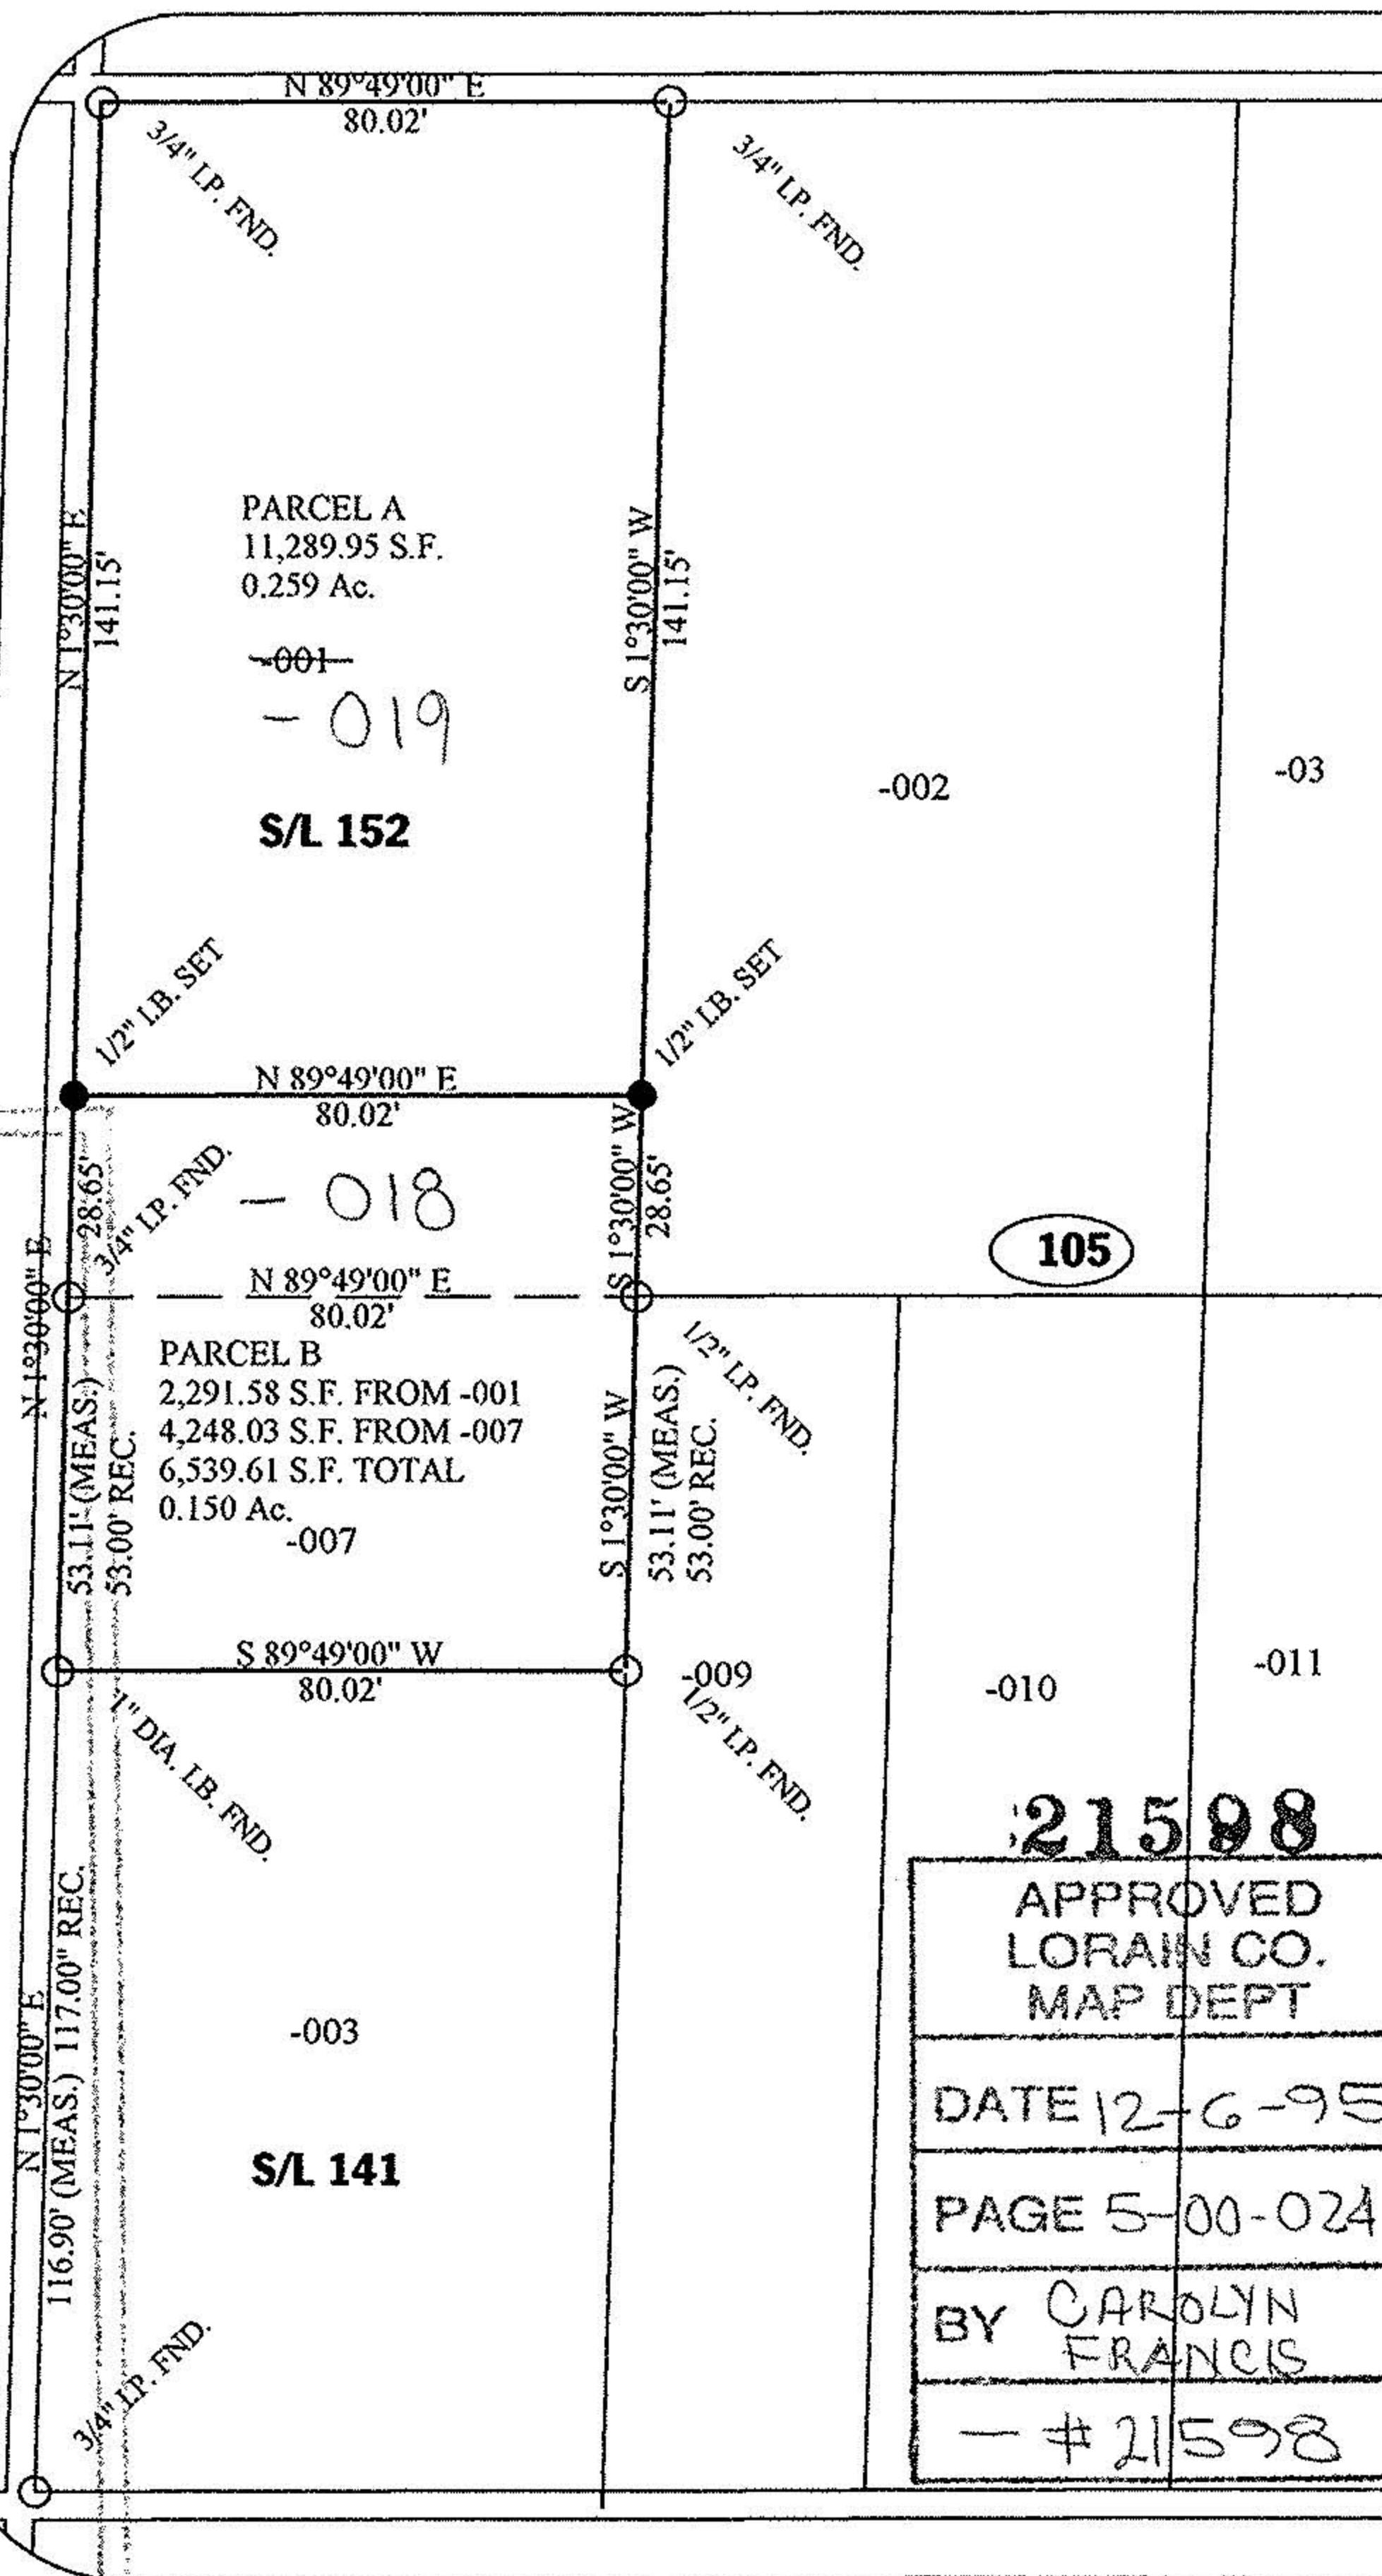 N 89°49'00" E
80.02'
3/4" I.P. FND.
3/4" I.P. FND.
N 1°30'00" E
141.15'
PARCEL A
11,289.95 S.F.
0.259 Ac.
-001
- 019
S/L 152
S 1°30'00" W
141.15'
-002
-03
1/2" I.B. SET
1/2" I.B. SET
N 89°49'00" E
80.02'
28.65'
3/4" I.P. FND.
- 018
S 1°30'00" W
28.65'
105
N 1°30'00" E
N 89°49'00" E
80.02'
1/2" I.P. FND.
PARCEL B
2,291.58 S.F. FROM -001
4,248.03 S.F. FROM -007
6,539.61 S.F. TOTAL
0.150 Ac.
-007
53.11' (MEAS.)
53.00' REC.
S 1°30'00" W
53.11' (MEAS.)
53.00' REC.
S 89°49'00" W
80.02'
-009
-010
-011
1" DIA. I.B. FND.
1/2" I.P. FND.
21598
APPROVED
LORAIN CO.
MAP DEPT
DATE 12-6-95
PAGE 5-00-024
BY CAROLYN
FRANCIS
- # 21598
N 1°30'00" E
116.90' (MEAS.) 117.00" REC.
-003
S/L 141
3/4" I.P. FND.